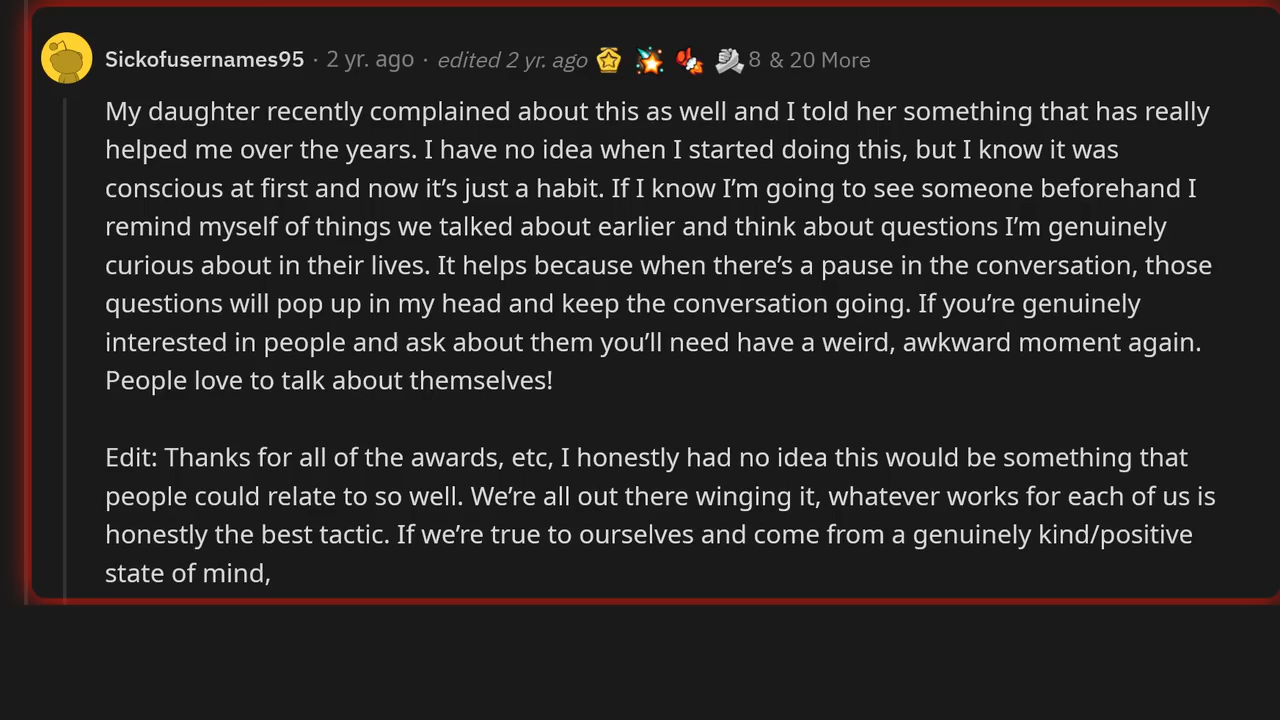 Sickofusernames95 · 2 yr. ago · edited 2 yr. ago 8 & 20 More
My daughter recently complained about this as well and I told her something that has really
helped me over the years. I have no idea when I started doing this, but I know it was
conscious at first and now it’s just a habit. If I know I’m going to see someone beforehand I
remind myself of things we talked about earlier and think about questions I’m genuinely
curious about in their lives. It helps because when there’s a pause in the conversation, those
questions will pop up in my head and keep the conversation going. If you’re genuinely
interested in people and ask about them you’ll need have a weird, awkward moment again.
People love to talk about themselves!
Edit: Thanks for all of the awards, etc, I honestly had no idea this would be something that
people could relate to so well. We’re all out there winging it, whatever works for each of us is
honestly the best tactic. If we’re true to ourselves and come from a genuinely kind/positive
state of mind,